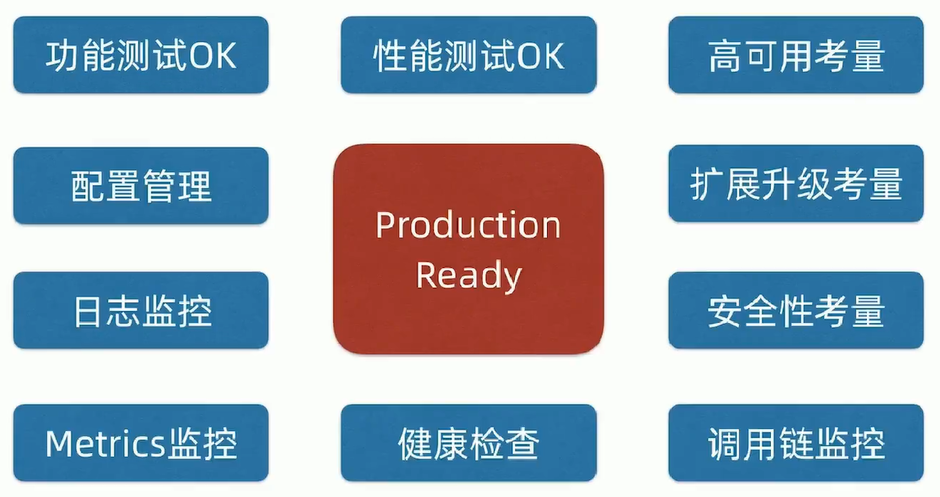 功能测试OK
性能测试OK
高可用考量
配置管理
Production
Ready
扩展升级考量
日志监控
安全性考量
Metrics监控
健康检查
调用链监控